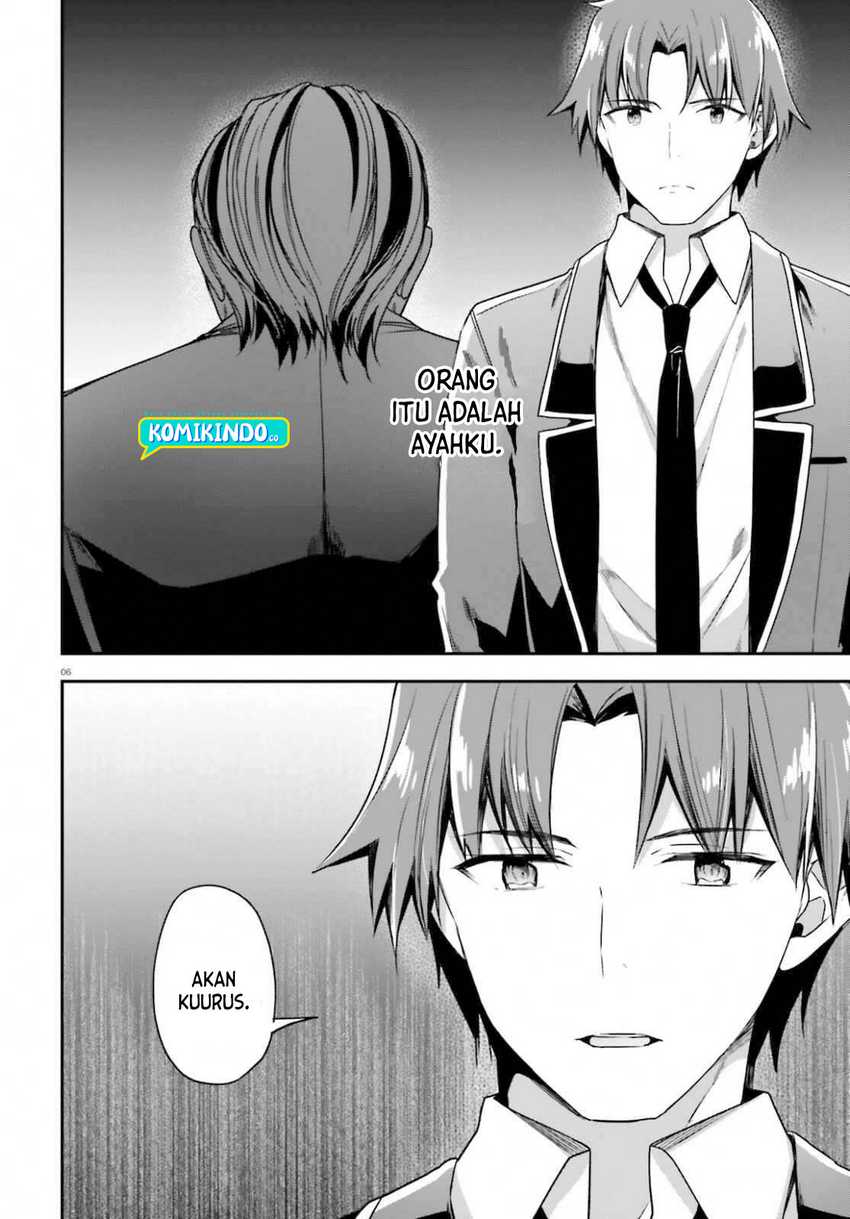 ORANG
ITU ADALAH
AYAHKU.
KOMIKINDO.CO
06
AKAN
KUURUS.